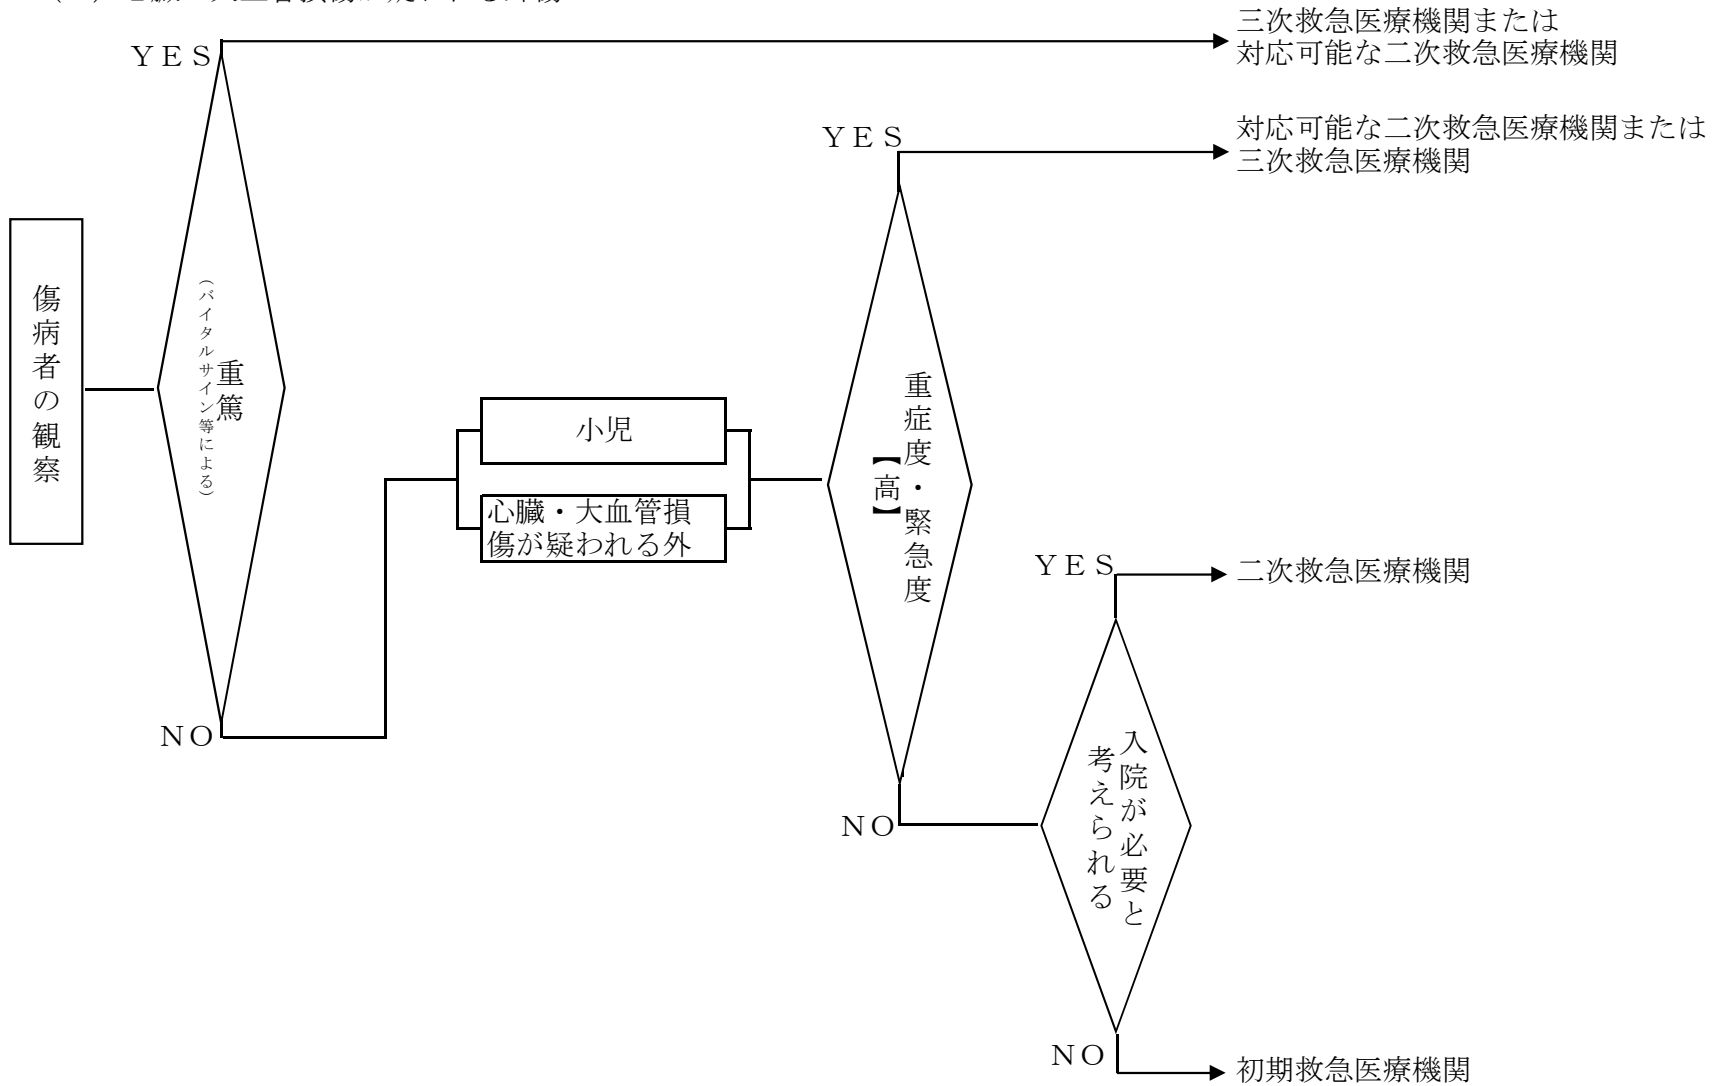 三次救急医療機関または
対応可能な二次救急医療機関
ＹＥＳ
対応可能な二次救急医療機関または
三次救急医療機関
ＹＥＳ
傷病者の観察
重篤
（バイタルサイン等による）
小児
心臓・大血管損
傷が疑われる外
重症度・緊急度
【高】
ＹＥＳ
二次救急医療機関
ＮＯ
入院が必要と
考えられる
ＮＯ
ＮＯ
初期救急医療機関